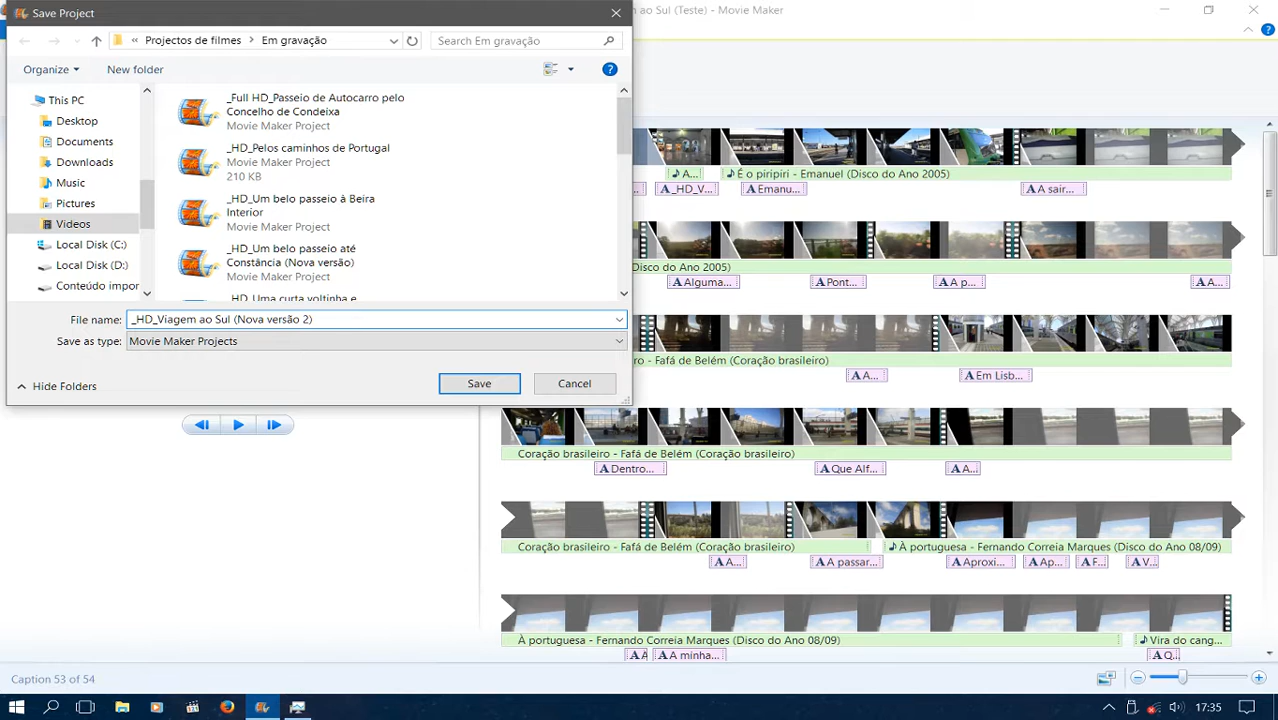 Save Project
m ao Sul (Teste) - Movie Maker
« Projectos de filmes > Em gravação
Search Em gravação
Organize
New folder
This PC
Desktop
Documents
Downloads
Music
Pictures
Videos
Local Disk (C:)
Local Disk (D:)
Conteúdo impor
_Full HD_Passeio de Autocarro pelo
Concelho de Condeixa
Movie Maker Project
_HD_Pelos caminhos de Portugal
Movie Maker Project
210 KB
_HD_Um belo passeio à Beira
Interior
Movie Maker Project
_HD_Um belo passeio até
Constância (Nova versão)
Movie Maker Project
_HD_Uma curta voltinha e
File name: _HD_Viagem ao Sul (Nova versão 2)
Save as type: Movie Maker Projects
Hide Folders
Save
Cancel
A...
É o piripiri - Emanuel (Disco do Ano 2005)
A _HD_V...
A Emanu...
A A sair...
Disco do Ano 2005)
A Alguma...
A Pont...
A A p...
A A...
ro - Fafá de Belém (Coração brasileiro)
A A...
A Em Lisb...
Coração brasileiro - Fafá de Belém (Coração brasileiro)
A Dentro...
A Que Alf...
A A...
Coração brasileiro - Fafá de Belém (Coração brasileiro)
À portuguesa - Fernando Correia Marques (Disco do Ano 08/09)
A A...
A A passar...
A Aproxi...
A Ap...
A F...
A V...
À portuguesa - Fernando Correia Marques (Disco do Ano 08/09)
Vira do cang...
A A
A A minha...
A Q...
Caption 53 of 54
17:35